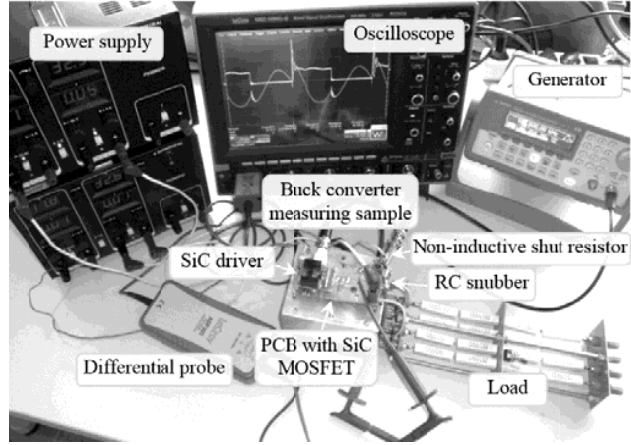 Power supply
Oscilloscope
Generator
Buck converter
measuring sample
Non-inductive shut resistor
SiC driver
RC snubber
PCB with SiC
MOSFET
Differential probe
Load